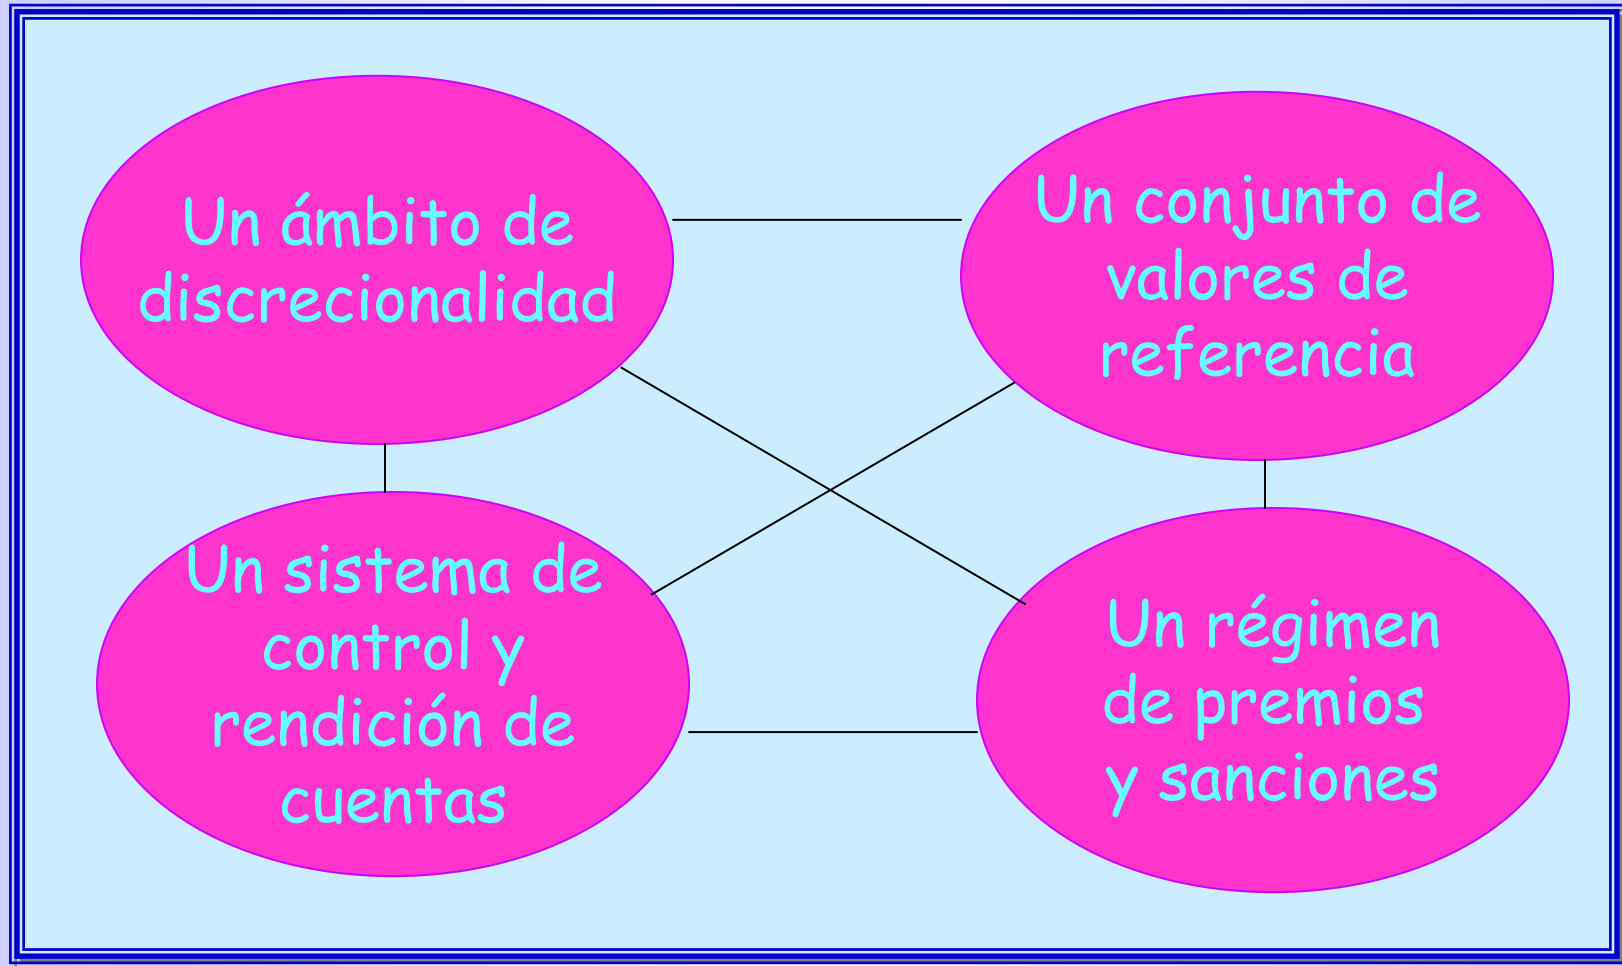 Un ámbito de
discrecionalidad
Un conjunto de
valores de
referencia
Un sistema de
control y
rendición de
cuentas
Un régimen
de premios
y sanciones